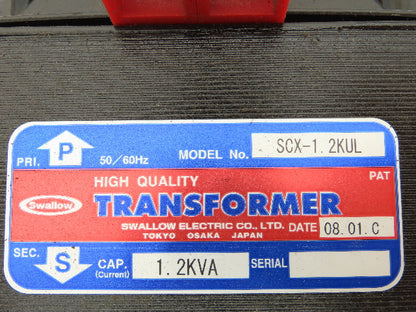 PRI. P 50/60Hz MODEL No. SCX-1.2KUL
HIGH QUALITY PAT
Swallow TRANSFORMER
SWALLOW ELECTRIC CO., LTD. DATE 08.01.C
TOKYO OSAKA JAPAN
SEC. S CAP. (Current) 1.2KVA SERIAL